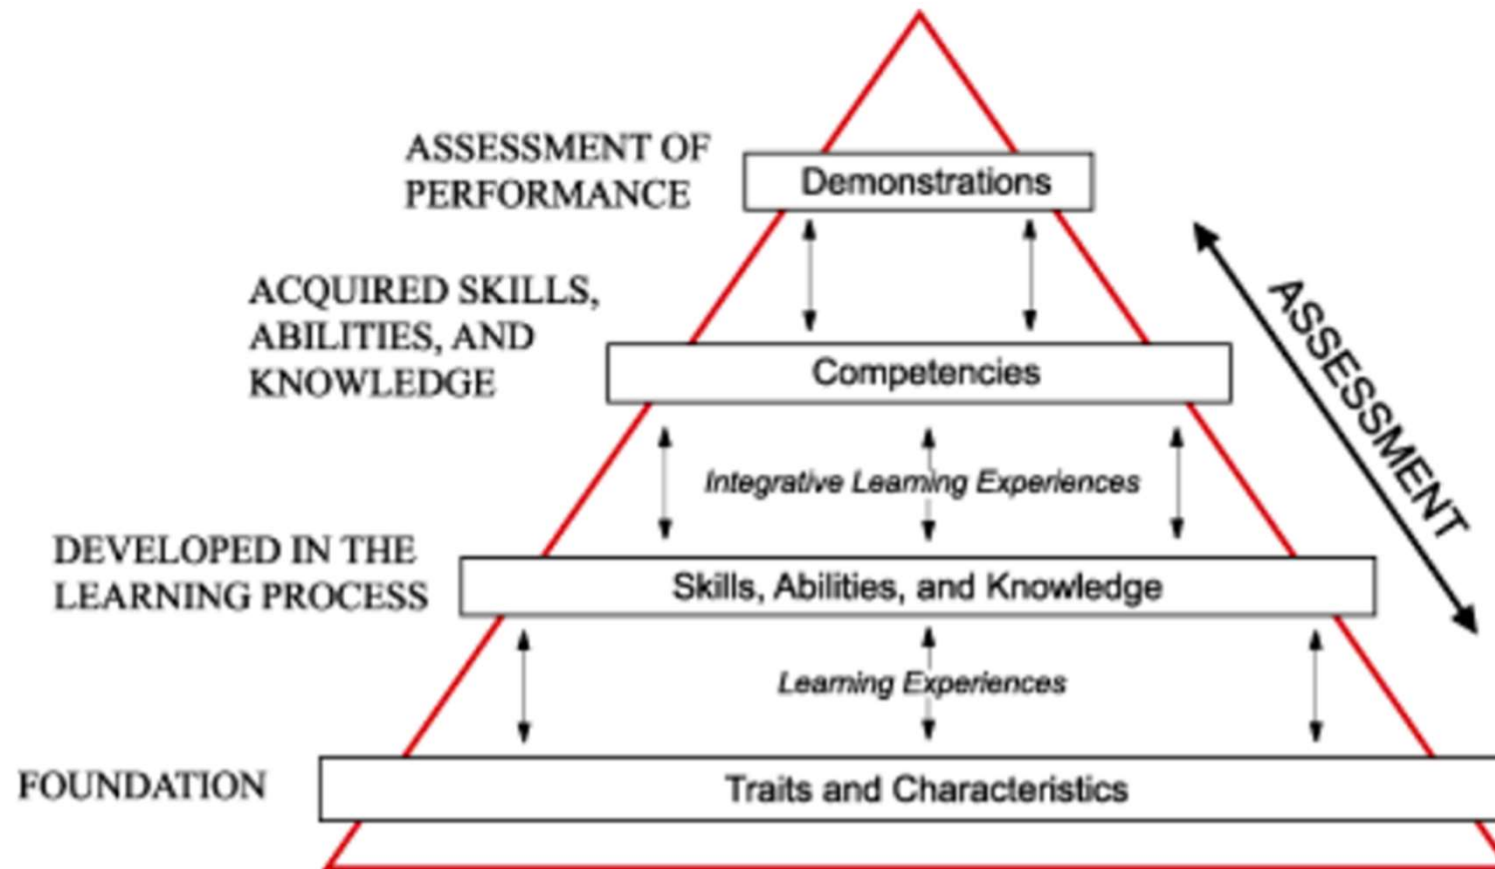 ASSESSMENT OF
PERFORMANCE
Demonstrations
ACQUIRED SKILLS,
ABILITIES, AND
KNOWLEDGE
Competencies
ASSESSMENT
Integrative Learning Experiences
DEVELOPED IN THE
LEARNING PROCESS
Skills, Abilities, and Knowledge
Learning Experiences
FOUNDATION
Traits and Characteristics